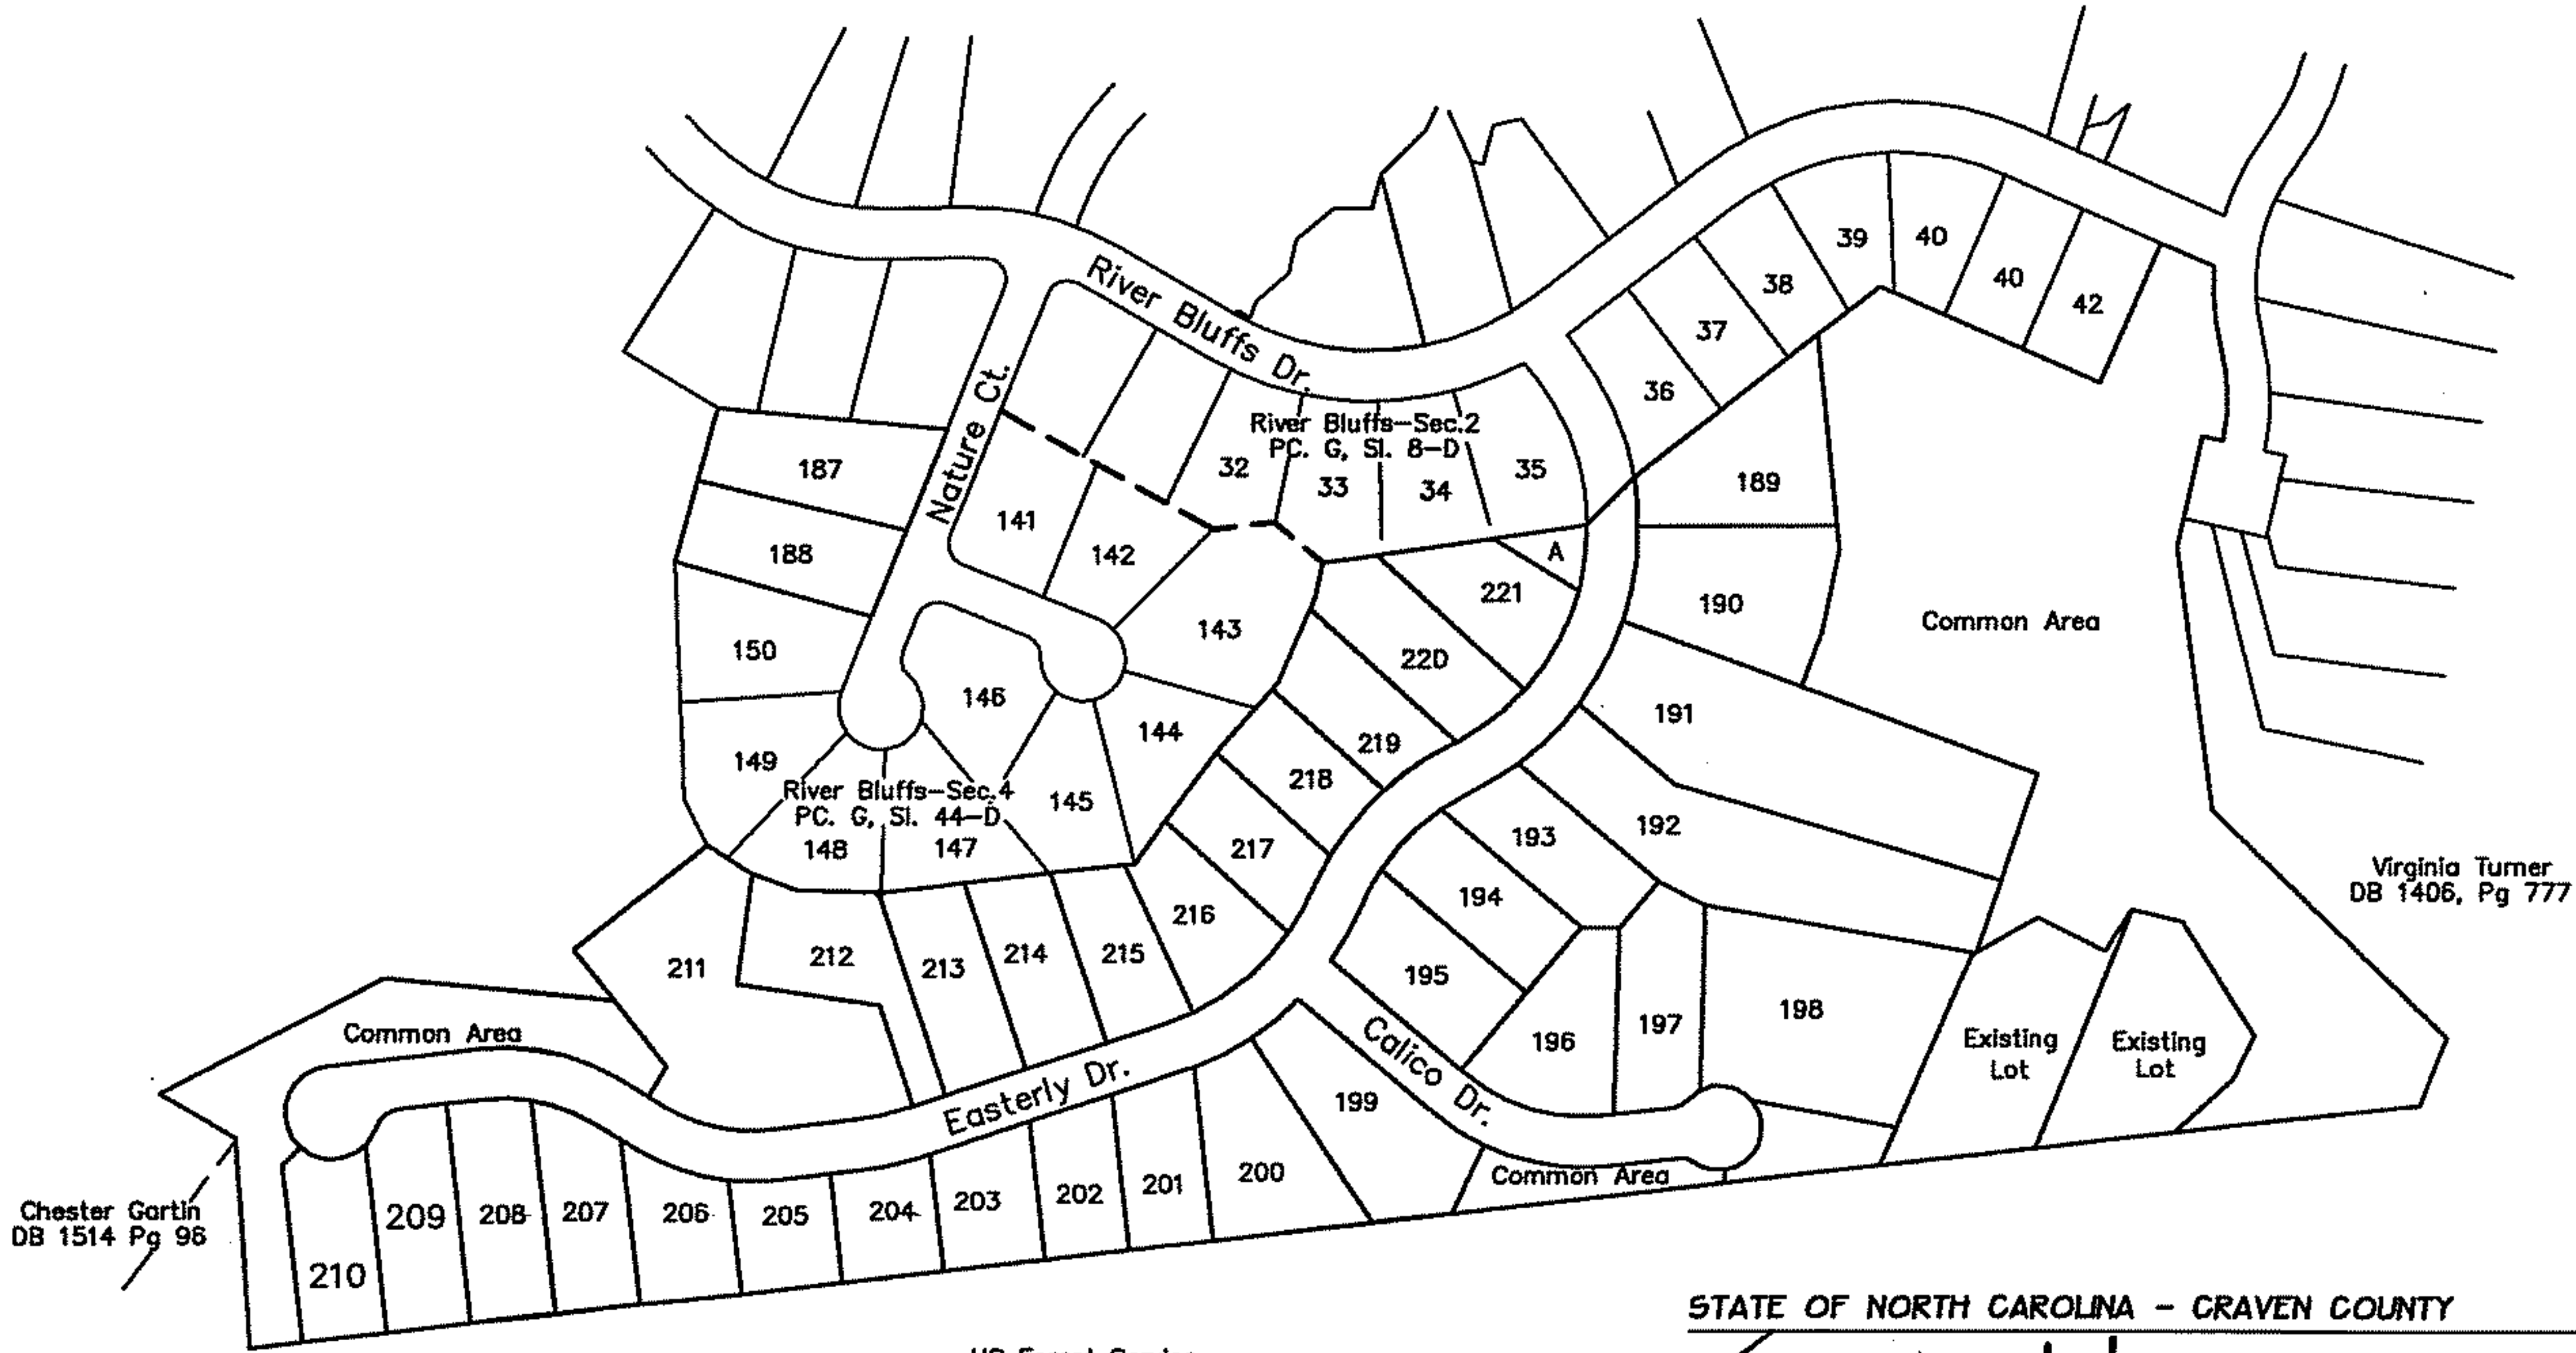 River Bluffs Dr.
Nature Ct.
River Bluffs-Sec.2
PC. G, Sl. 8-D
32
33
34
35
36
37
38
39
40
40
42
187
188
150
149
148
147
146
145
144
143
142
141
River Bluffs-Sec.4
PC. G, Sl. 44-D
A
221
220
219
218
217
216
215
214
213
212
211
189
190
191
192
193
194
195
196
197
198
Common Area
Existing
Lot
Existing
Lot
Virginia Turner
DB 1406, Pg 777
Common Area
Easterly Dr.
Calico Dr.
Common Area
199
200
201
202
203
204
205
206
207
208
209
210
Chester Gartin
DB 1514 Pg 96
STATE OF NORTH CAROLINA - CRAVEN COUNTY